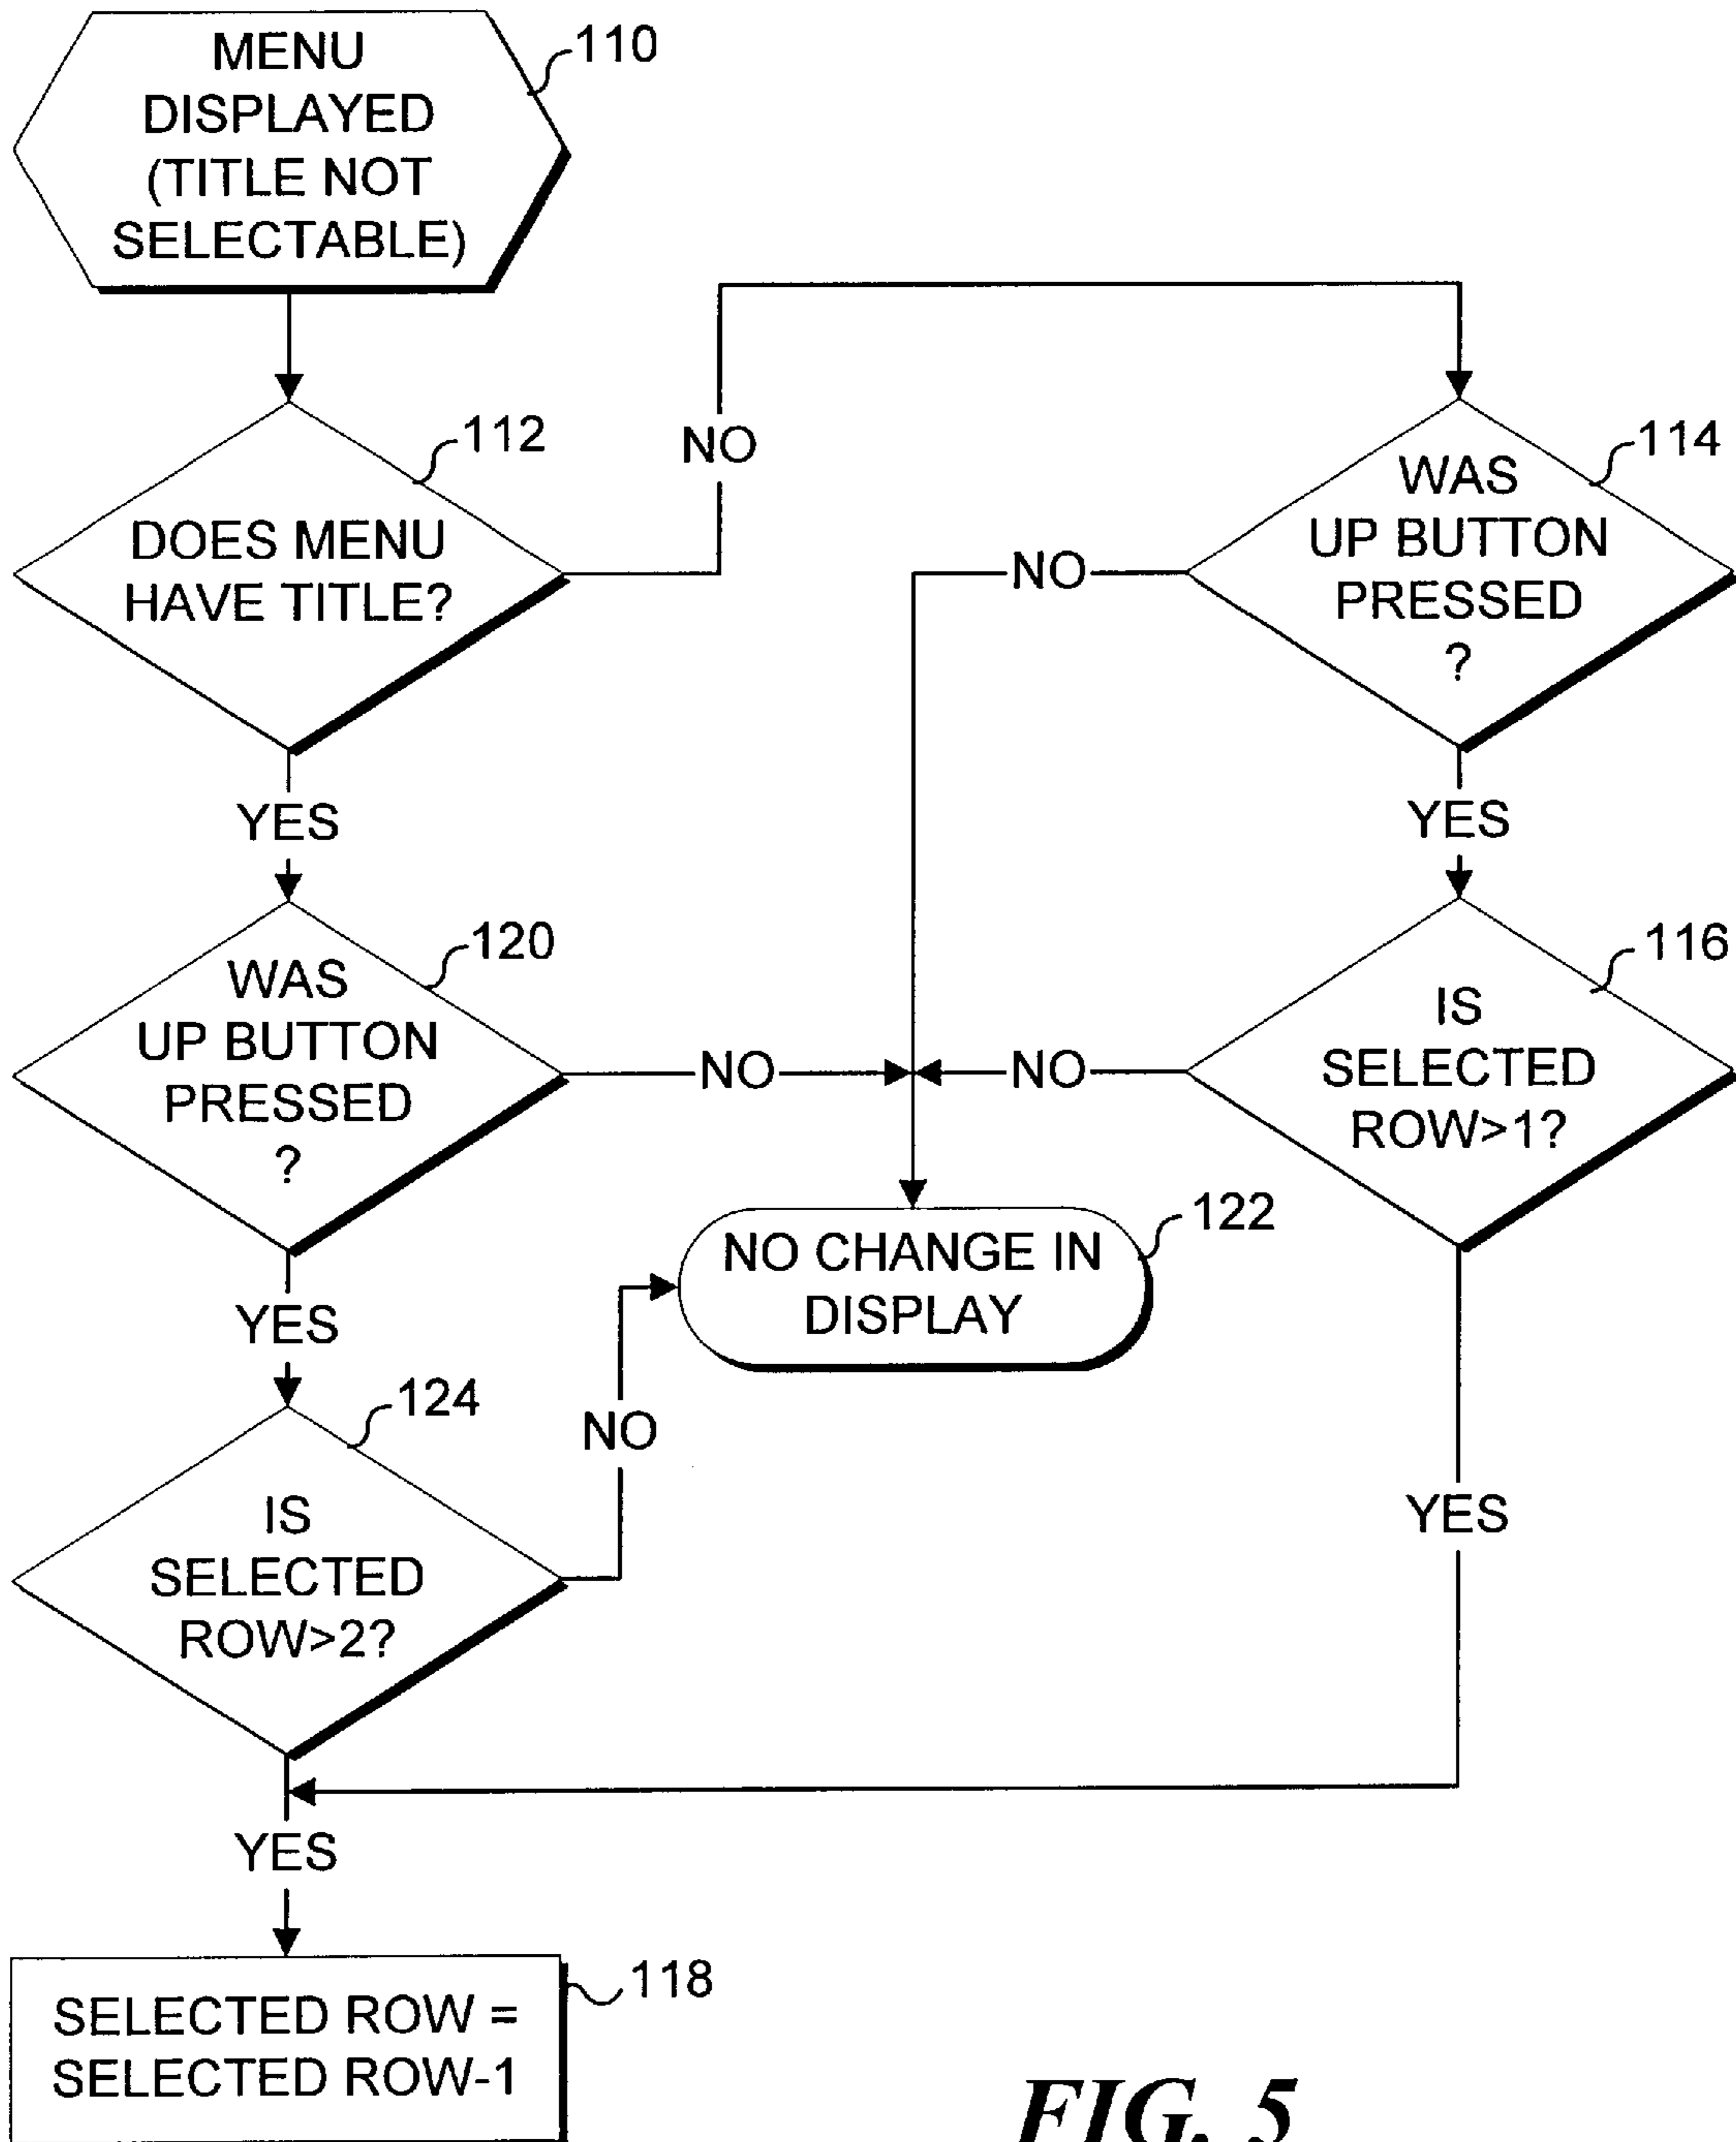 MENU
DISPLAYED
(TITLE NOT
SELECTABLE)
110
DOES MENU
HAVE TITLE?
112
NO
WAS
UP BUTTON
PRESSED
?
114
NO
YES
YES
WAS
UP BUTTON
PRESSED
?
120
NO
NO
IS
SELECTED
ROW>1?
116
NO CHANGE IN
DISPLAY
122
YES
IS
SELECTED
ROW>2?
124
NO
YES
YES
SELECTED ROW =
SELECTED ROW-1
118
FIG. 5